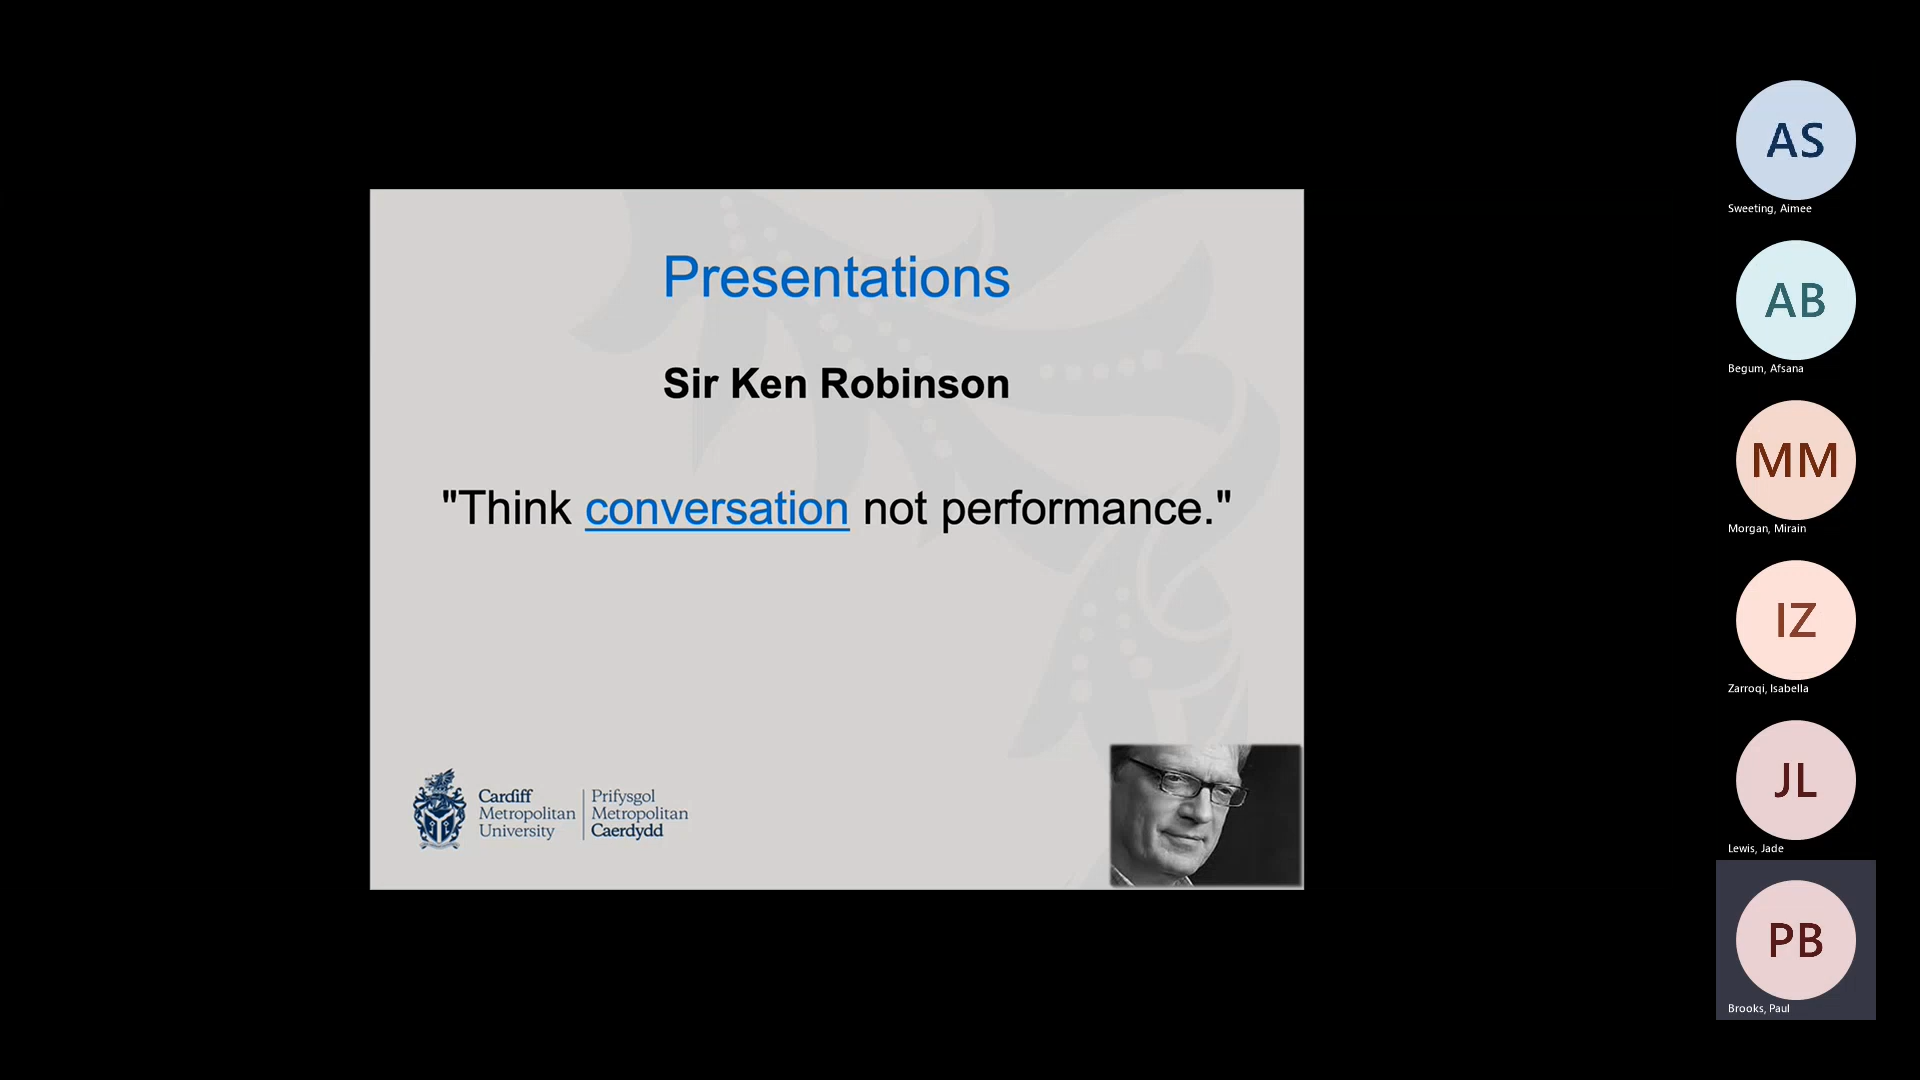 Presentations
Sir Ken Robinson
"Think conversation not performance."
Cardiff
Metropolitan
University
Prifysgol
Metropolitan
Caerdydd
AS
Sweeting, Aimee
AB
Begum, Afsana
MM
Morgan, Mirain
IZ
Zarroqi, Isabella
JL
Lewis, Jade
PB
Brooks, Paul